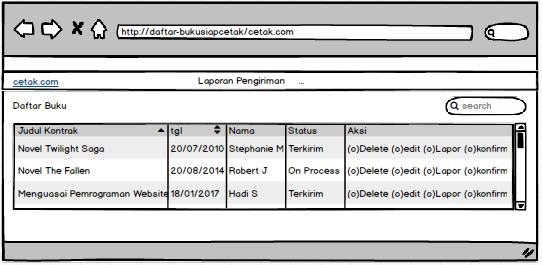 http://daftar-bukusiapcetak/cetak.com
cetak.com Laporan Pengiriman ...
Daftar Buku search
Judul Kontrak tgl Nama Status Aksi
Novel Twilight Saga 20/07/2010 Stephanie M Terkirim (o)Delete (o)edit (o)Lapor (o)konfirm
Novel The Fallen 20/08/2014 Robert J On Process (o)Delete (o)edit (o)Lapor (o)konfirm
Menguasai Pemrograman Website 18/01/2017 Hadi S Terkirim (o)Delete (o)edit (o)Lapor (o)konfirm